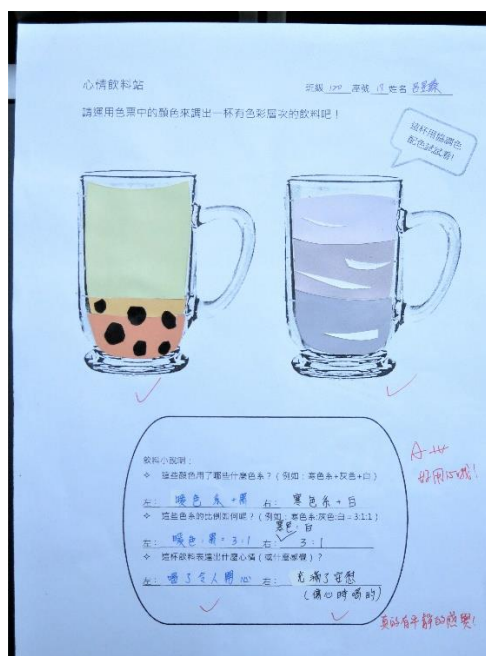 心情飲料站
班級 100 座號 姓名
請運用色票中的顏色來調出一杯有色彩層次的飲料吧！
這杯用協調色
配色試試看!
飲料小說明：
這些顏色用了哪些什麼色系？（例如：寒色系+灰色+白）
左： 暖色系+黑 右： 寒色系+白
這些色系的比例如何呢？（例如：寒色系:灰色:白=3:1:1）
寒色:白
左： 暖色:黑=3:1 右： 3:1
這杯飲料表達出什麼心情（或什麼感覺）？
左： 喝了令人開心 右： 充滿了安慰
(傷心時喝的)
A++
好用心哦!
真的有平靜的感覺!